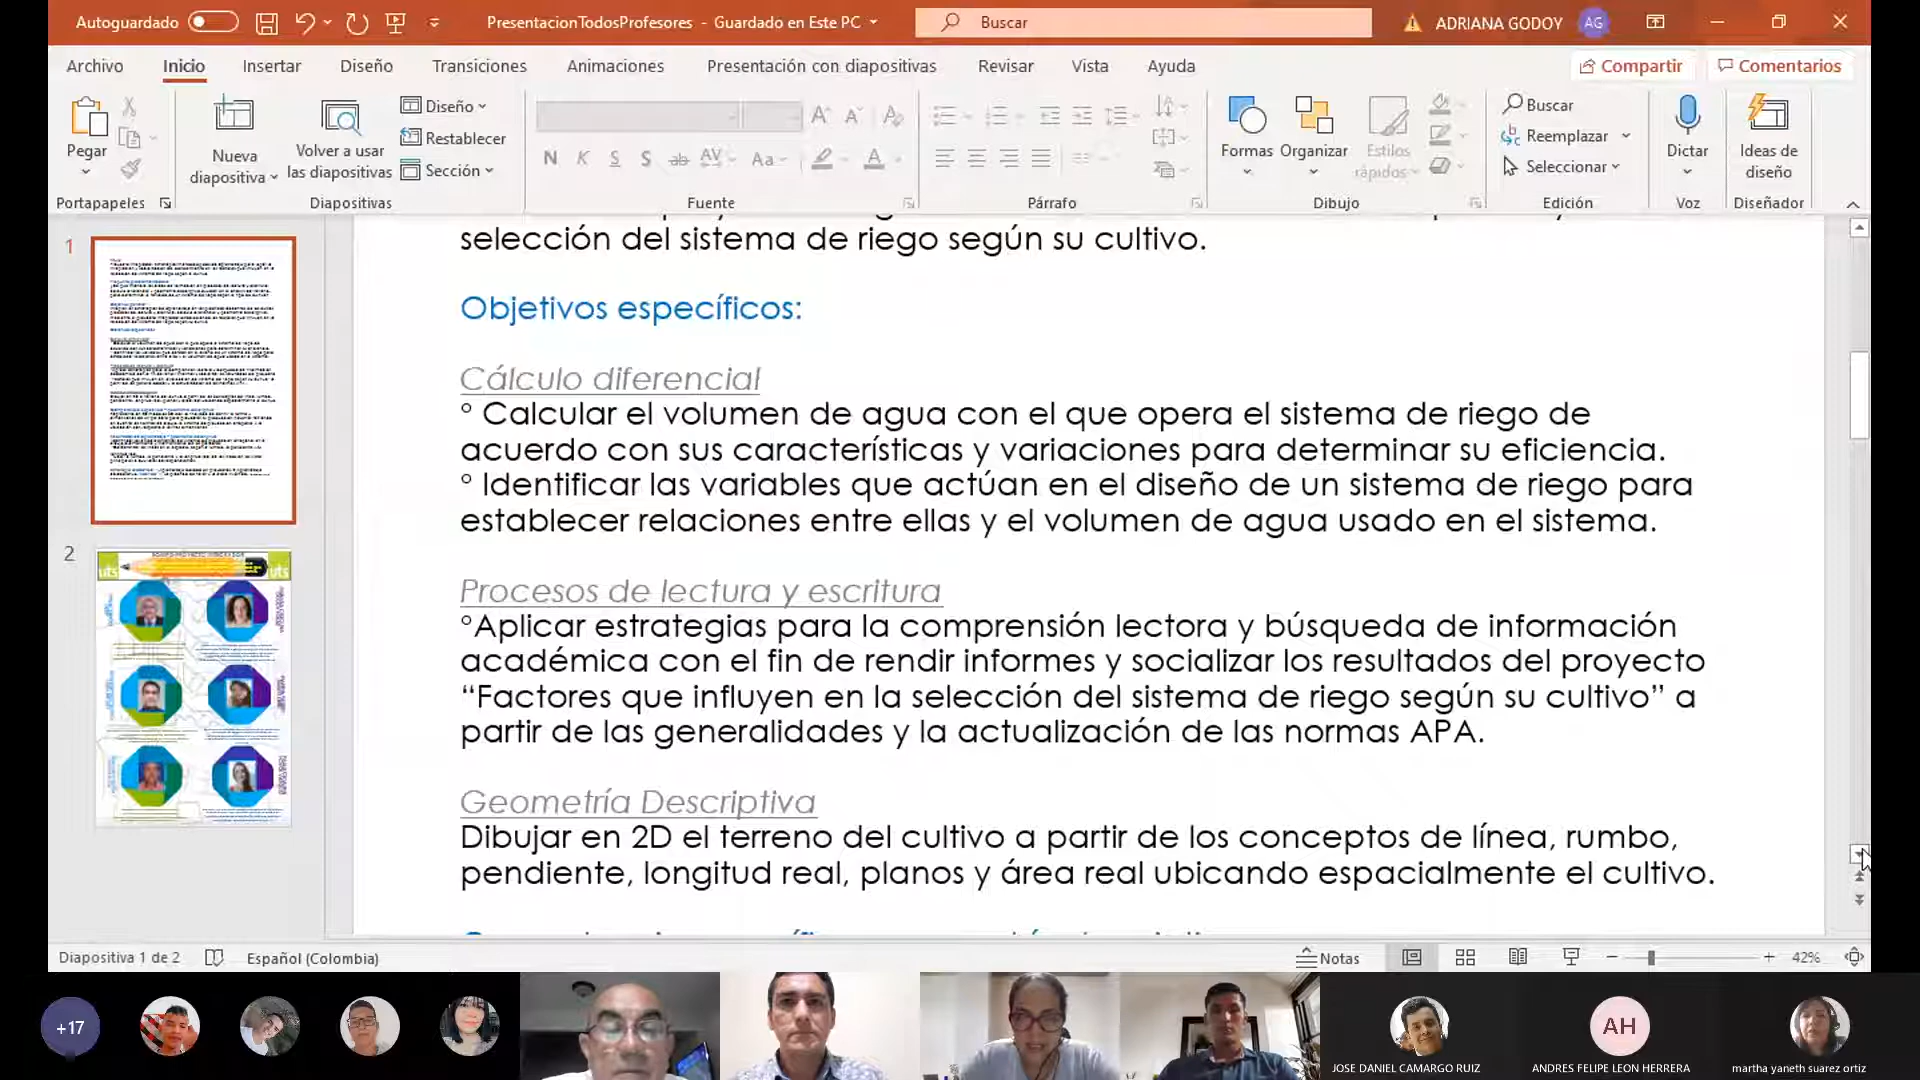 Autoguardado
PresentacionTodosProfesores - Guardado en Este PC
Buscar
ADRIANA GODOY
AG
Archivo
Inicio
Insertar
Diseño
Transiciones
Animaciones
Presentación con diapositivas
Revisar
Vista
Ayuda
Compartir
Comentarios
Pegar
Nueva
diapositiva
Volver a usar
las diapositivas
Diseño
Restablecer
Sección
N K S S ab AV Aa A
Formas
Organizar
Estilos
rápidos
Buscar
Reemplazar
Seleccionar
Dictar
Ideas de
diseño
Portapapeles
Diapositivas
Fuente
Párrafo
Dibujo
Edición
Voz
Diseñador
1
2
uts
uts
selección del sistema de riego según su cultivo.
Objetivos específicos:
Cálculo diferencial
° Calcular el volumen de agua con el que opera el sistema de riego de
acuerdo con sus características y variaciones para determinar su eficiencia.
° Identificar las variables que actúan en el diseño de un sistema de riego para
establecer relaciones entre ellas y el volumen de agua usado en el sistema.
Procesos de lectura y escritura
°Aplicar estrategias para la comprensión lectora y búsqueda de información
académica con el fin de rendir informes y socializar los resultados del proyecto
“Factores que influyen en la selección del sistema de riego según su cultivo” a
partir de las generalidades y la actualización de las normas APA.
Geometría Descriptiva
Dibujar en 2D el terreno del cultivo a partir de los conceptos de línea, rumbo,
pendiente, longitud real, planos y área real ubicando espacialmente el cultivo.
Diapositiva 1 de 2
Español (Colombia)
Notas
42%
+17
AH
JOSE DANIEL CAMARGO RUIZ
ANDRES FELIPE LEON HERRERA
martha yaneth suarez ortiz